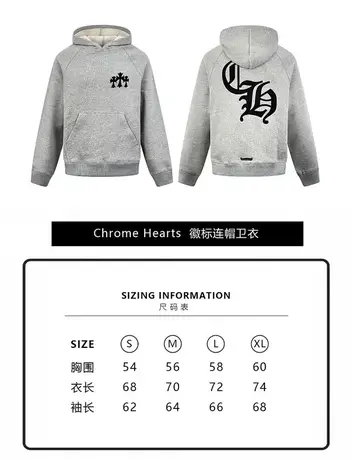 CH
Chrome Hearts 徽标连帽卫衣
SIZING INFORMATION
尺码表
SIZE S M L XL
胸围 54 56 58 60
衣长 68 70 72 74
袖长 62 64 66 68